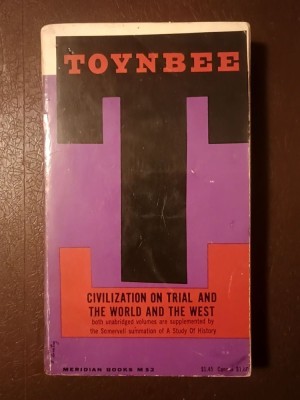 TOYNBEE
T
CIVILIZATION ON TRIAL AND
THE WORLD AND THE WEST
both unabridged volumes are supplemented by
the Somervell summation of A Study Of History
MERIDIAN BOOKS M52